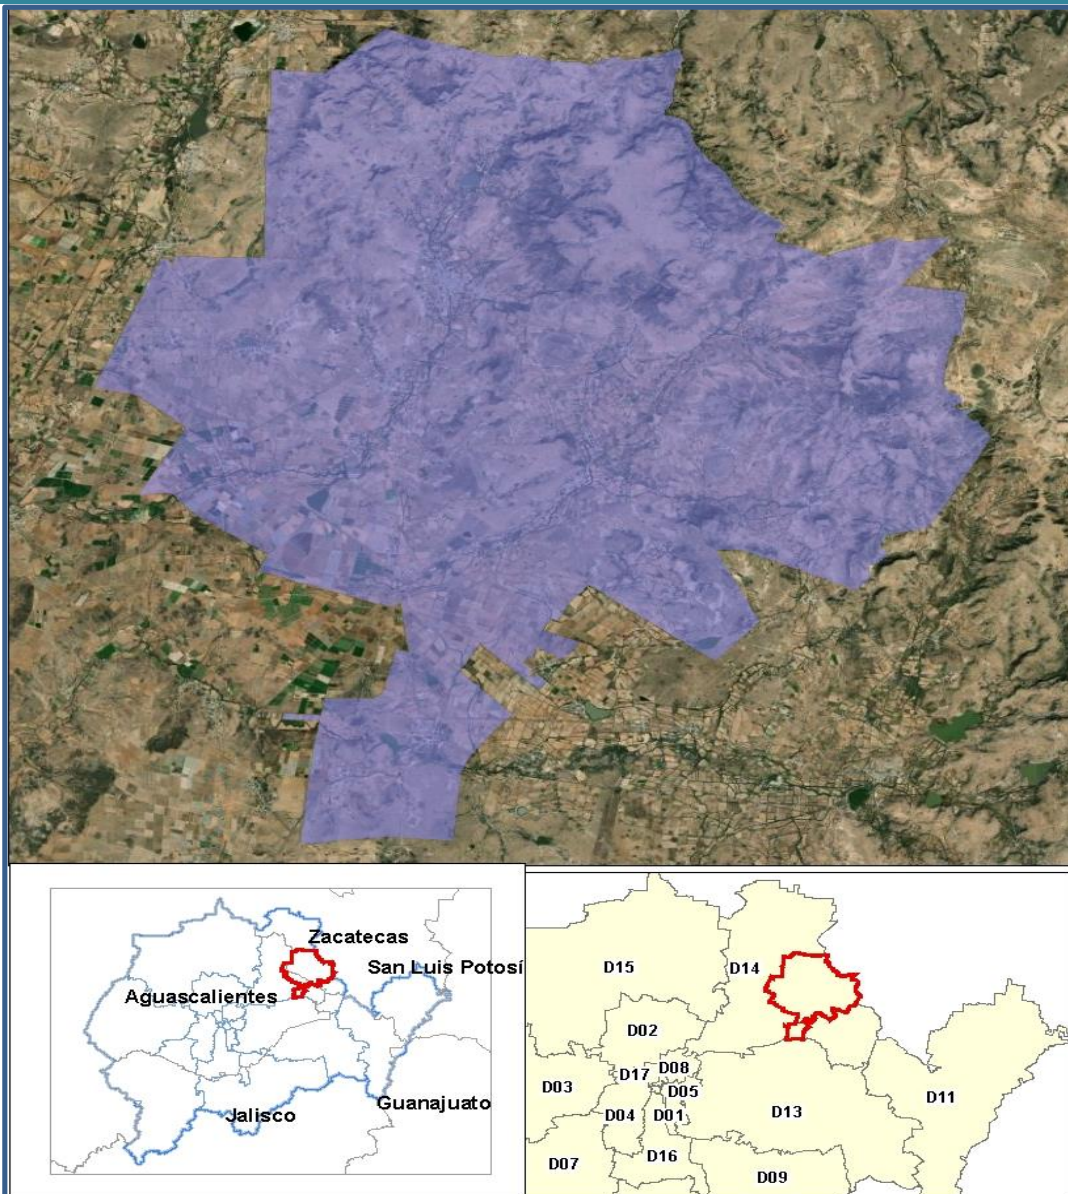 Zacatecas
San Luis Potosí
Aguascalientes
Jalisco
Guanajuato
D15
D14
D02
D17
D08
D03
D05
D04
D01
D13
D11
D16
D07
D09